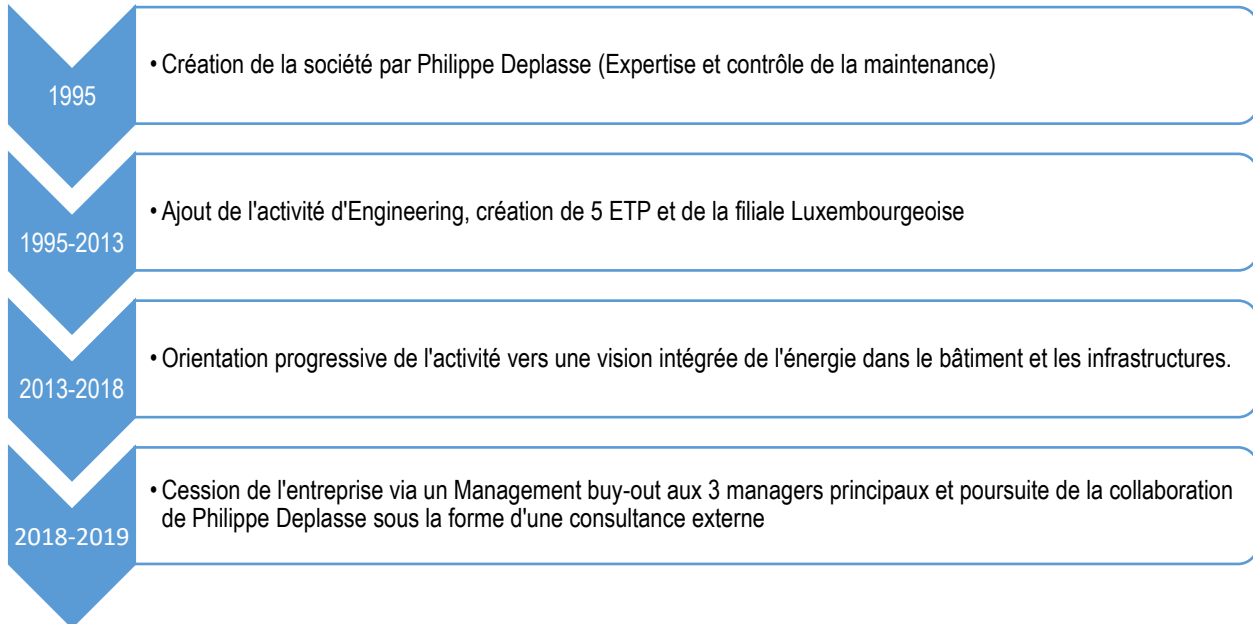 1995
• Création de la société par Philippe Deplasse (Expertise et contrôle de la maintenance)
1995-2013
• Ajout de l'activité d'Engineering, création de 5 ETP et de la filiale Luxembourgeoise
2013-2018
• Orientation progressive de l'activité vers une vision intégrée de l'énergie dans le bâtiment et les infrastructures.
2018-2019
• Cession de l'entreprise via un Management buy-out aux 3 managers principaux et poursuite de la collaboration
de Philippe Deplasse sous la forme d'une consultance externe